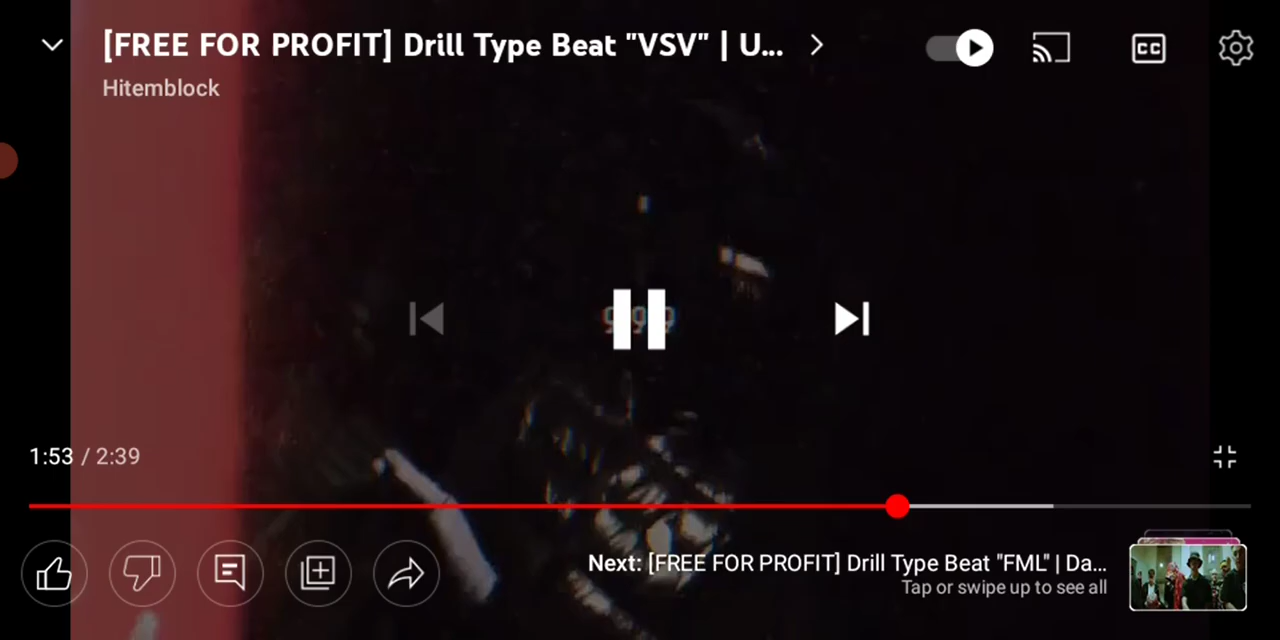 [FREE FOR PROFIT] Drill Type Beat "VSV" | U...
Hitemblock
CC
1:53 / 2:39
Next: [FREE FOR PROFIT] Drill Type Beat "FML" | Da...
Tap or swipe up to see all